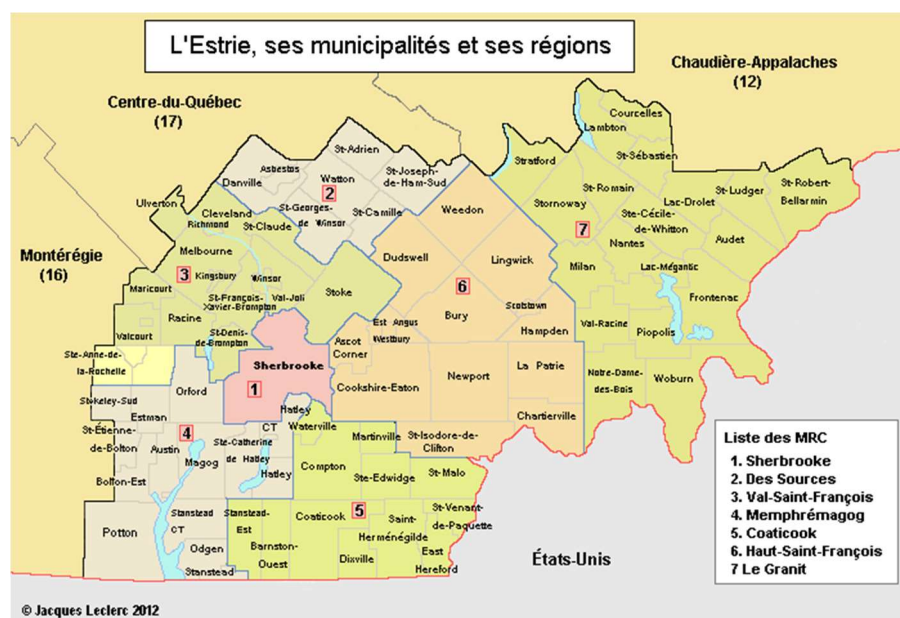 L'Estrie, ses municipalités et ses régions
Chaudière-Appalaches
(12)
Centre-du-Québec
(17)
Montérégie
(16)
Courcelles
Lambton
St-Sébastien
Stratford
St-Romain
Stornoway
Lac-Drolet
St-Ludger
St-Robert-
Bellarmin
Ste-Cécile-
de-Whitton
Nantes
Audet
7
Milan
Lac-Mégantic
Frontenac
Val-Racine
Piopolis
Notre-Dame-
des-Bois
Woburn
St-Adrien
Asbestos
Watton
Danville
2
St-Joseph-
de-Ham-Sud
St-Georges-
de Winsor
St-Camille
Ulverton
Cleveland
Richmond
St-Claude
Melbourne
3
Kingsbury
Winsor
Maricourt
St-François-
Xavier-Brompton
Val-Joli
Stoke
Racine
Valcourt
St-Denis-
de-Brompton
Ste-Anne-de-
la-Rochelle
Weedon
Dudswell
Lingwick
6
Scotstown
Bury
Est Angus
Westbury
Hampden
Ascot
Corner
La Patrie
Cookshire-Eaton
Newport
Chartierville
St-Isodore-de-
Clifton
Sherbrooke
1
Orford
St-Keley-Sud
Estman
Hatley
CT
St-Étienne-
de-Bolton
4
Austin
Magog
Ste-Catherine
de Hatley
Hatley
Bolton-Est
Potton
Stanstead
CT
Odgen
Stanstead
Waterville
Martinville
Compton
Ste-Edwidge
St-Malo
Stanstead-
Est
Coaticook
5
St-Venant-
de-Paquette
Saint-
Herménégilde
Barnston-
Ouest
Dixville
East
Hereford
États-Unis
Liste des MRC
1. Sherbrooke
2. Des Sources
3. Val-Saint-François
4. Memphrémagog
5. Coaticook
6. Haut-Saint-François
7 Le Granit
© Jacques Leclerc 2012